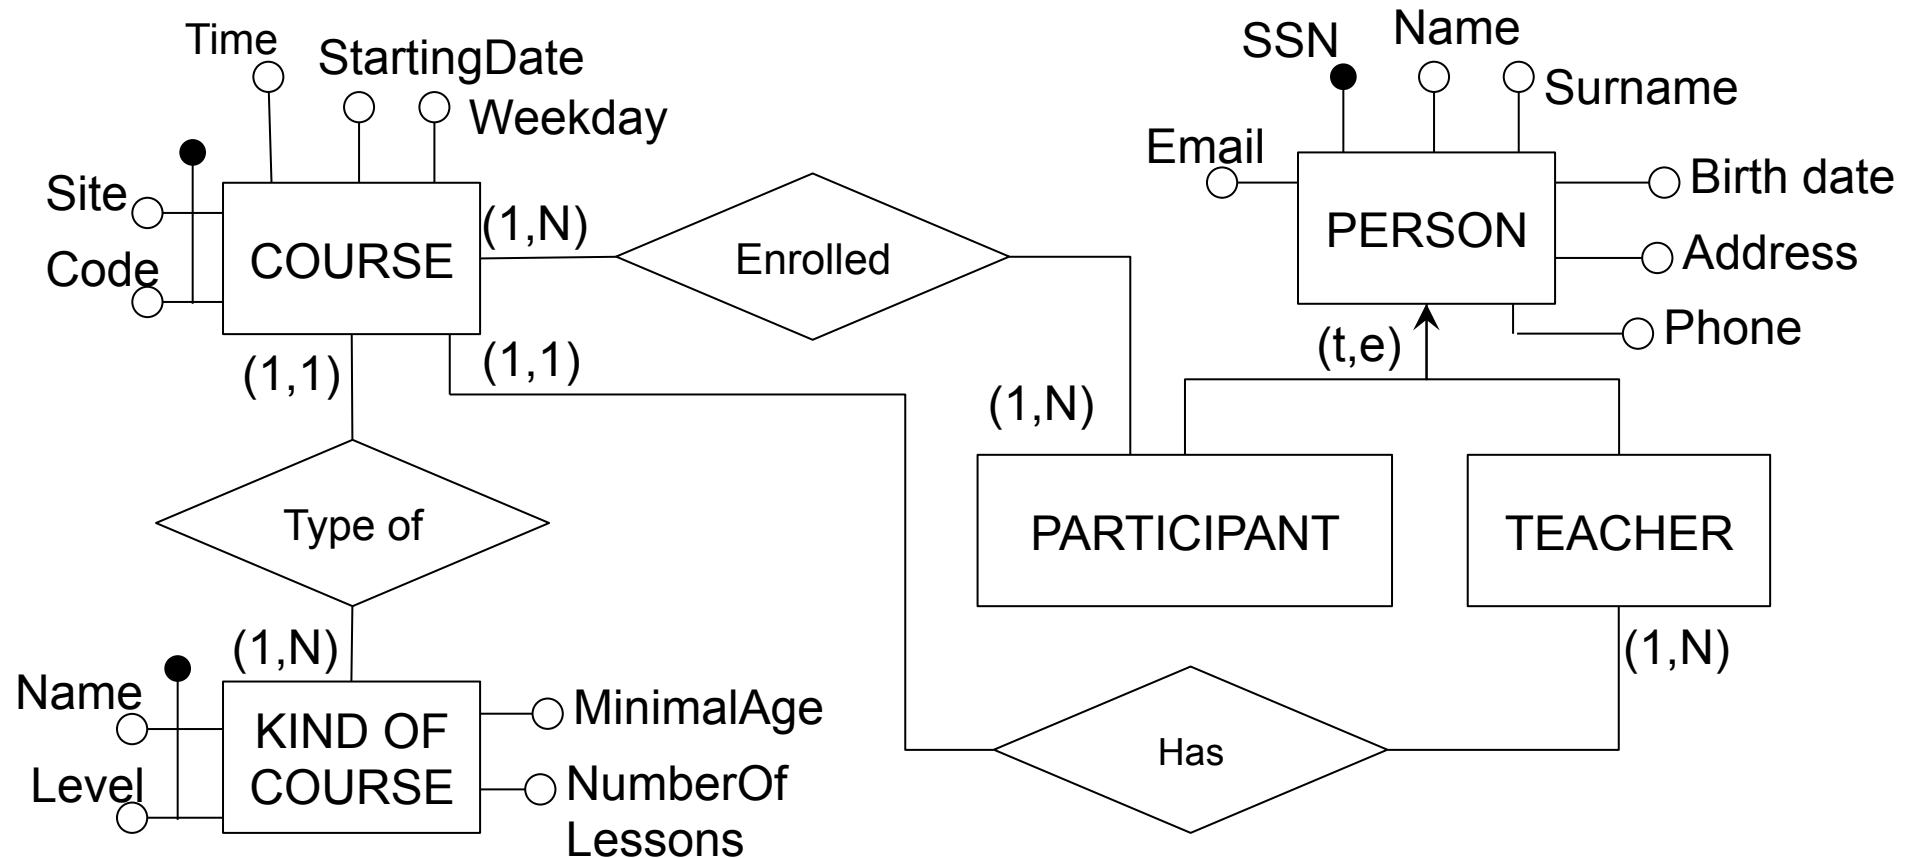 Time
StartingDate
Weekday
Site
Code
COURSE
(1,N)
Enrolled
SSN
Name
Surname
Email
Birth date
PERSON
Address
Phone
(t,e)
(1,1)
(1,1)
(1,N)
Type of
PARTICIPANT
TEACHER
(1,N)
(1,N)
Name
Level
KIND OF
COURSE
MinimalAge
NumberOf
Lessons
Has